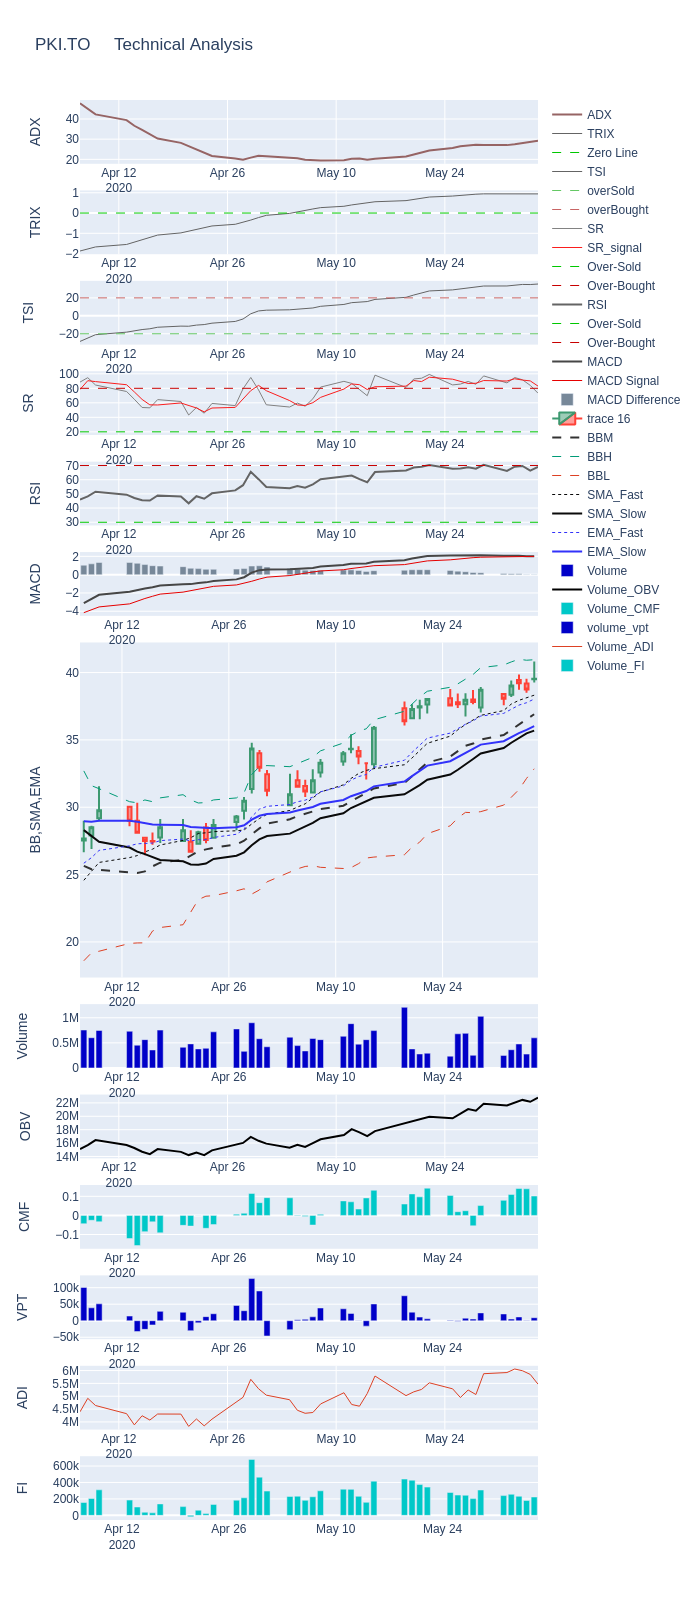 PKI.TO Technical Analysis
ADX
40
30
20
Apr 12
2020
Apr 26
May 10
May 24
TRIX
1
0
−1
−2
Apr 12
2020
Apr 26
May 10
May 24
TSI
20
0
−20
Apr 12
2020
Apr 26
May 10
May 24
SR
100
80
60
40
20
Apr 12
2020
Apr 26
May 10
May 24
RSI
70
60
50
40
30
Apr 12
2020
Apr 26
May 10
May 24
MACD
2
0
−2
−4
Apr 12
2020
Apr 26
May 10
May 24
BB,SMA,EMA
40
35
30
25
20
Apr 12
2020
Apr 26
May 10
May 24
Volume
1M
0.5M
0
Apr 12
2020
Apr 26
May 10
May 24
OBV
22M
20M
18M
16M
14M
Apr 12
2020
Apr 26
May 10
May 24
CMF
0.1
0
−0.1
Apr 12
2020
Apr 26
May 10
May 24
VPT
100k
50k
0
−50k
Apr 12
2020
Apr 26
May 10
May 24
ADI
6M
5.5M
5M
4.5M
4M
Apr 12
2020
Apr 26
May 10
May 24
FI
600k
400k
200k
0
Apr 12
2020
Apr 26
May 10
May 24
ADX
TRIX
Zero Line
TSI
overSold
overBought
SR
SR_signal
Over-Sold
Over-Bought
RSI
Over-Sold
Over-Bought
MACD
MACD Signal
MACD Difference
trace 16
BBM
BBH
BBL
SMA_Fast
SMA_Slow
EMA_Fast
EMA_Slow
Volume
Volume_OBV
Volume_CMF
volume_vpt
Volume_ADI
Volume_FI